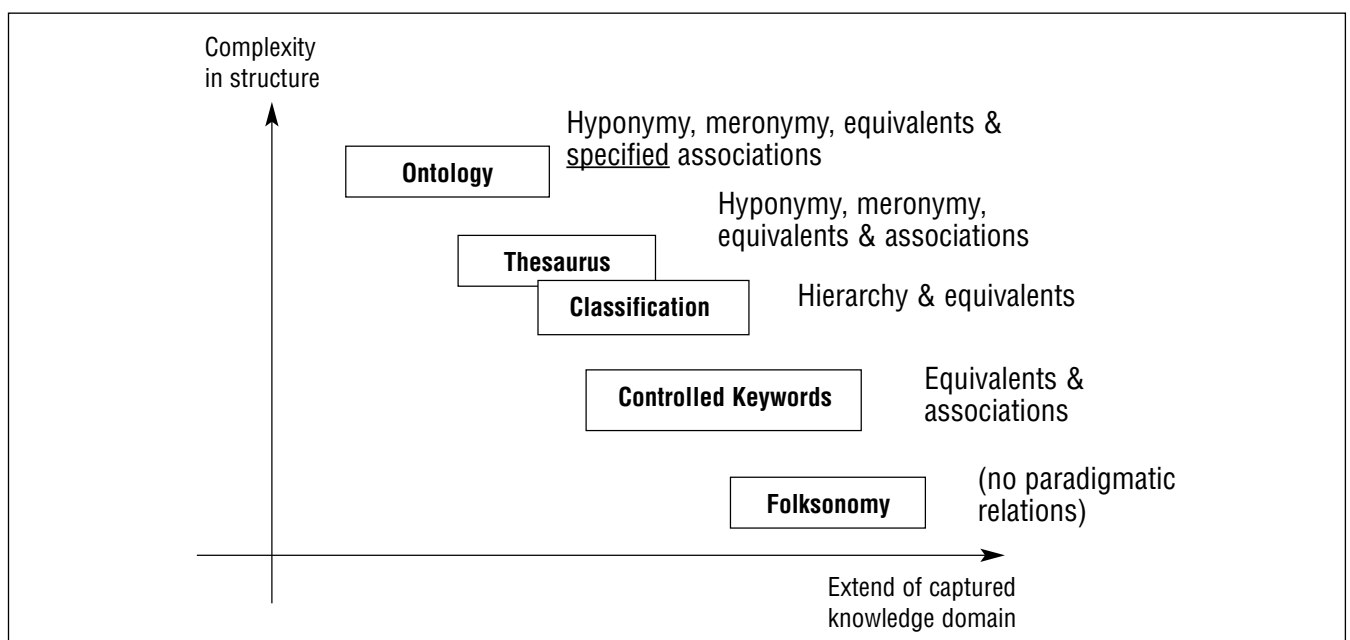 Complexity
in structure
Hyponymy, meronymy, equivalents &
specified associations
Ontology
Hyponymy, meronymy,
equivalents & associations
Thesaurus
Classification
Hierarchy & equivalents
Controlled Keywords
Equivalents &
associations
Folksonomy
(no paradigmatic
relations)
Extend of captured
knowledge domain